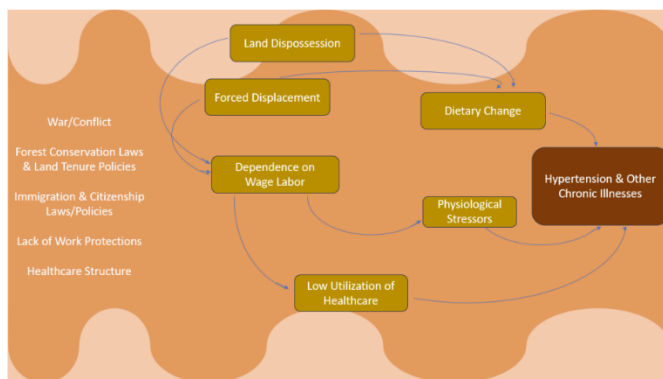 Land Dispossession
Forced Displacement
Dietary Change
War/Conflict
Forest Conservation Laws
& Land Tenure Policies
Immigration & Citizenship
Laws/Policies
Lack of Work Protections
Healthcare Structure
Dependence on
Wage Labor
Hypertension & Other
Chronic Illnesses
Physiological
Stressors
Low Utilization of
Healthcare